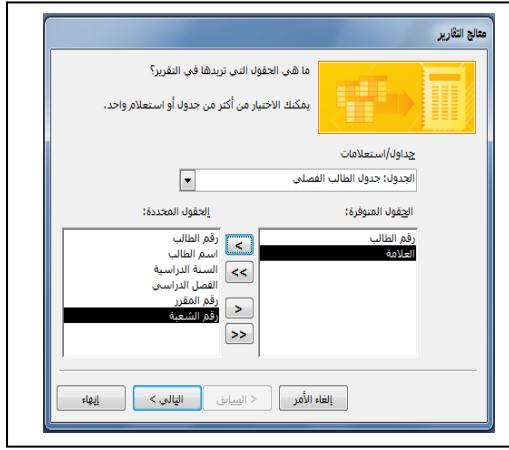 معالج التقارير
ما هي الحقول التي تريدها في التقرير؟
يمكنك الاختيار من أكثر من جدول أو استعلام واحد.
جداول/استعلامات
الجدول: جدول الطالب الفصلي
الحقول المتوفرة:
رقم الطالب
العلامة
>
>>
<
<<
الحقول المحددة:
رقم الطالب
اسم الطالب
السنة الدراسية
الفصل الدراسي
رقم المقرر
رقم الشعبة
إلغاء الأمر
< السابق
التالي >
إنهاء